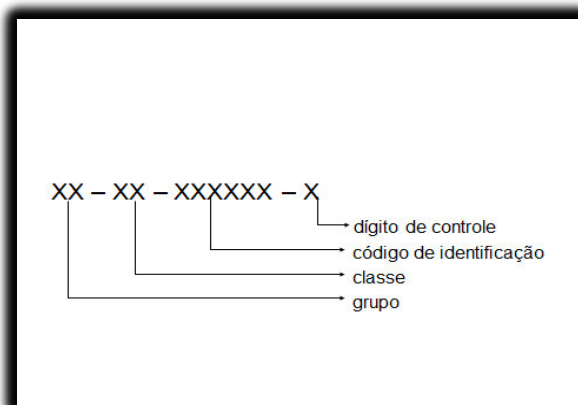 XX – XX – XXXXXX – X
dígito de controle
código de identificação
classe
grupo